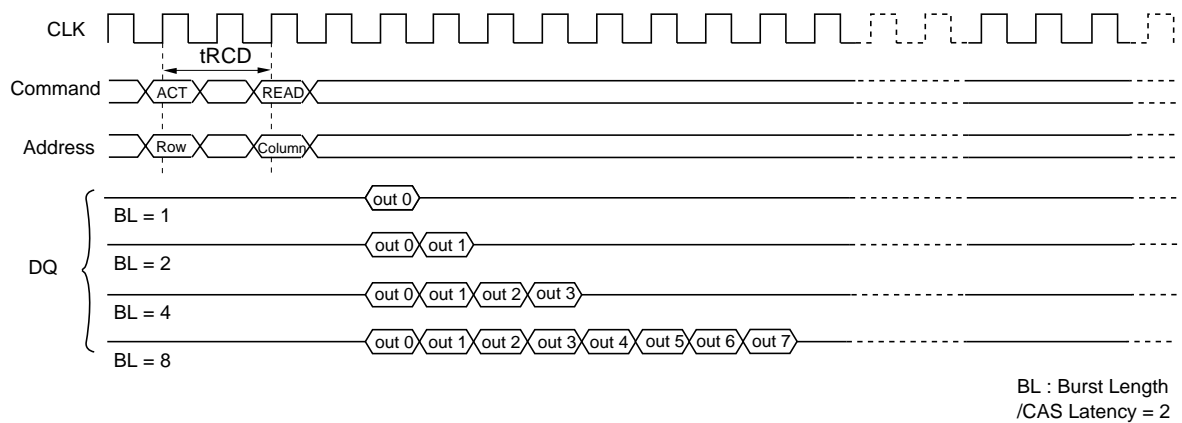 CLK
tRCD
Command ACT READ
Address Row Column
out 0
BL = 1
out 0 out 1
BL = 2
DQ
out 0 out 1 out 2 out 3
BL = 4
out 0 out 1 out 2 out 3 out 4 out 5 out 6 out 7
BL = 8
BL : Burst Length
/CAS Latency = 2